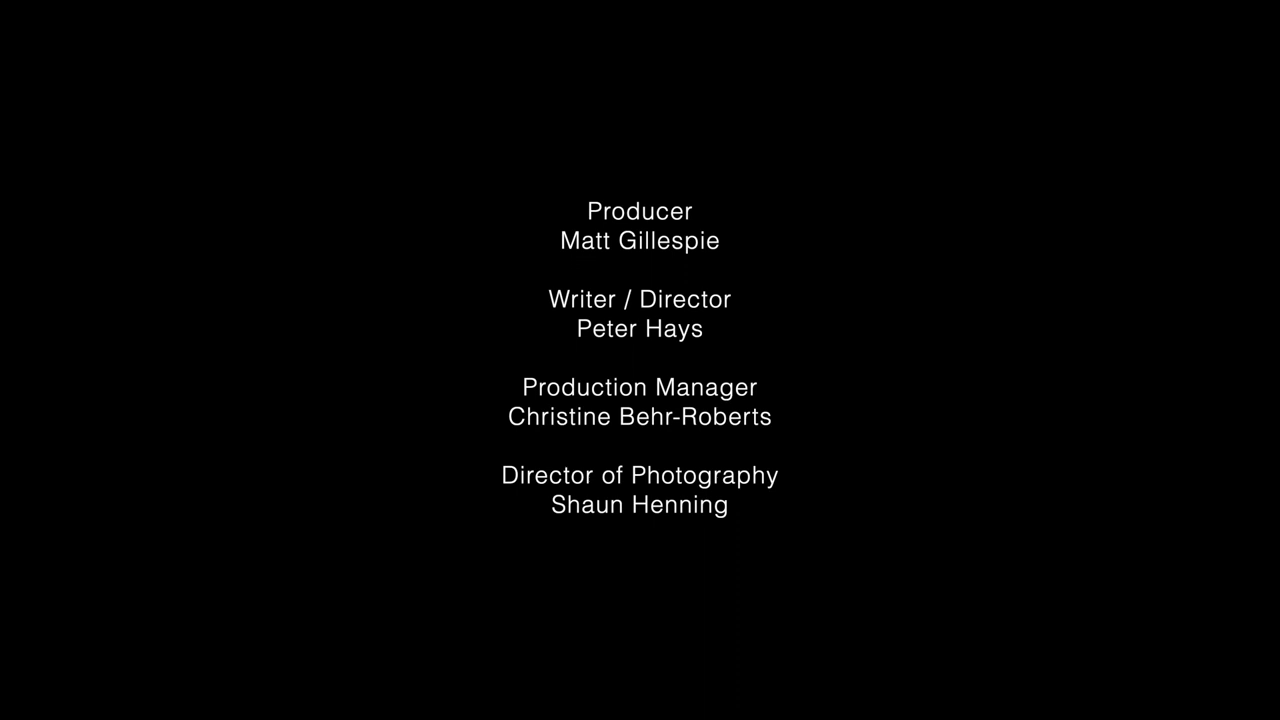 Producer
Matt Gillespie
Writer / Director
Peter Hays
Production Manager
Christine Behr-Roberts
Director of Photography
Shaun Henning